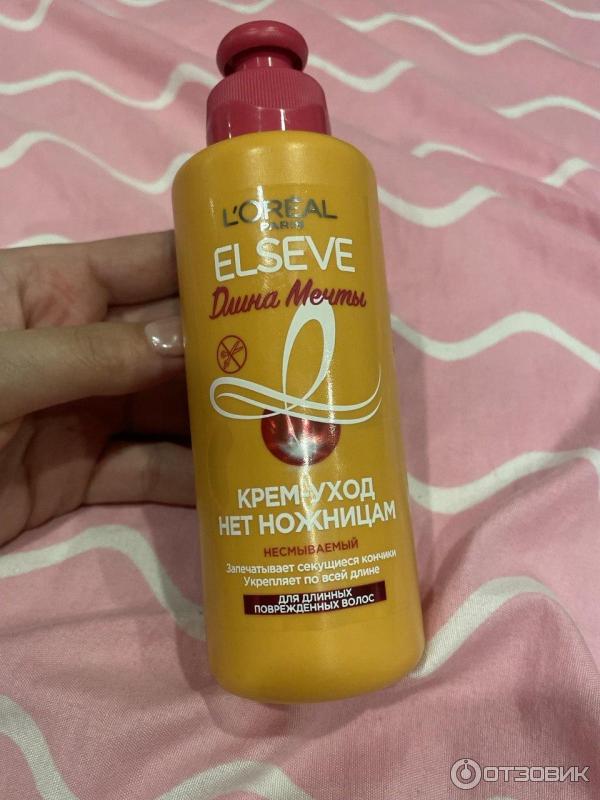 L'ORÉAL
PARIS
ELSEVE
Длина Мечты
КРЕМ-УХОД
НЕТ НОЖНИЦАМ
НЕСМЫВАЕМЫЙ
Запечатывает секущиеся кончики
Укрепляет по всей длине
ДЛЯ ДЛИННЫХ
ПОВРЕЖДЕННЫХ ВОЛОС
ОТЗОВИК